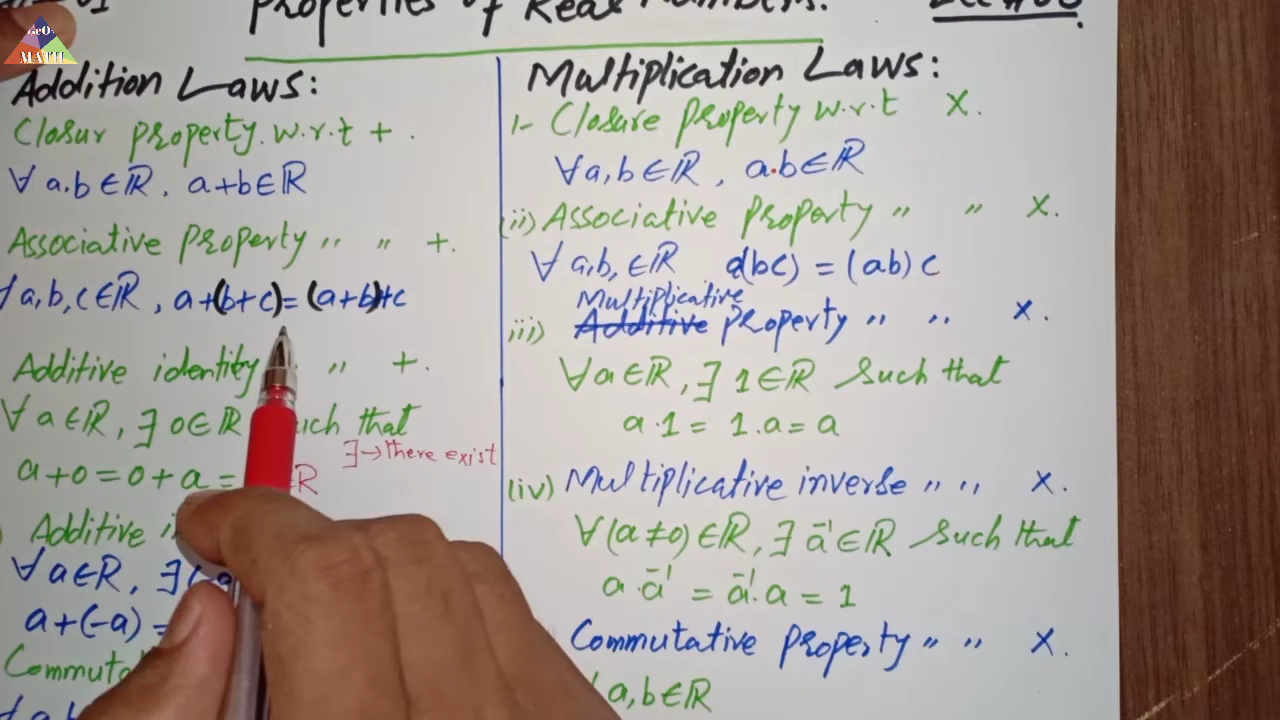 Properties of Real Numbers.
GeO
MATH
Addition Laws:
Closur property. w.r.t + .
∀ a,b ∈ ℝ , a+b ∈ ℝ
Associative property " " +.
∀ a,b,c ∈ ℝ , a+(b+c) = (a+b)+c
Additive identity " +.
∀ a ∈ ℝ , ∃ 0 ∈ ℝ such that
∃ → there exist
a+0 = 0+a = ∈ R
Additive
∀ a ∈ R , ∃ (-a
a+(-a) =
Multiplication Laws:
1- Closure property w.r.t X.
∀ a,b ∈ ℝ , a.b ∈ ℝ
(ii) Associative property " " X.
∀ a,b, ∈ ℝ a(bc) = (ab) c
Multiplicative
iii) Additive property " " X.
∀ a ∈ ℝ , ∃ 1 ∈ ℝ Such that
a.1 = 1.a = a
(iv) Multiplicative inverse " " X.
∀ (a≠0) ∈ ℝ , ∃ a⁻¹ ∈ ℝ Such that
a.a⁻¹ = a⁻¹.a = 1
Commutative property " " X.
a,b ∈ ℝ